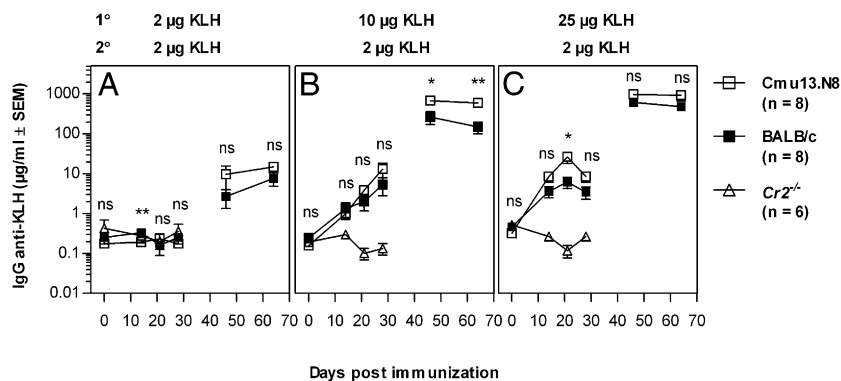 1° 2 µg KLH 10 µg KLH 25 µg KLH
2° 2 µg KLH 2 µg KLH 2 µg KLH
IgG anti-KLH (µg/ml ± SEM)
1000
100
10
1
0.1
0.01
A
ns ** ns ns ns ns
B
ns ns ns ns * **
C
ns ns * ns ns ns
Cmu13.N8
(n = 8)
BALB/c
(n = 8)
Cr2-/-
(n = 6)
0 10 20 30 40 50 60 70 0 10 20 30 40 50 60 70 0 10 20 30 40 50 60 70
Days post immunization